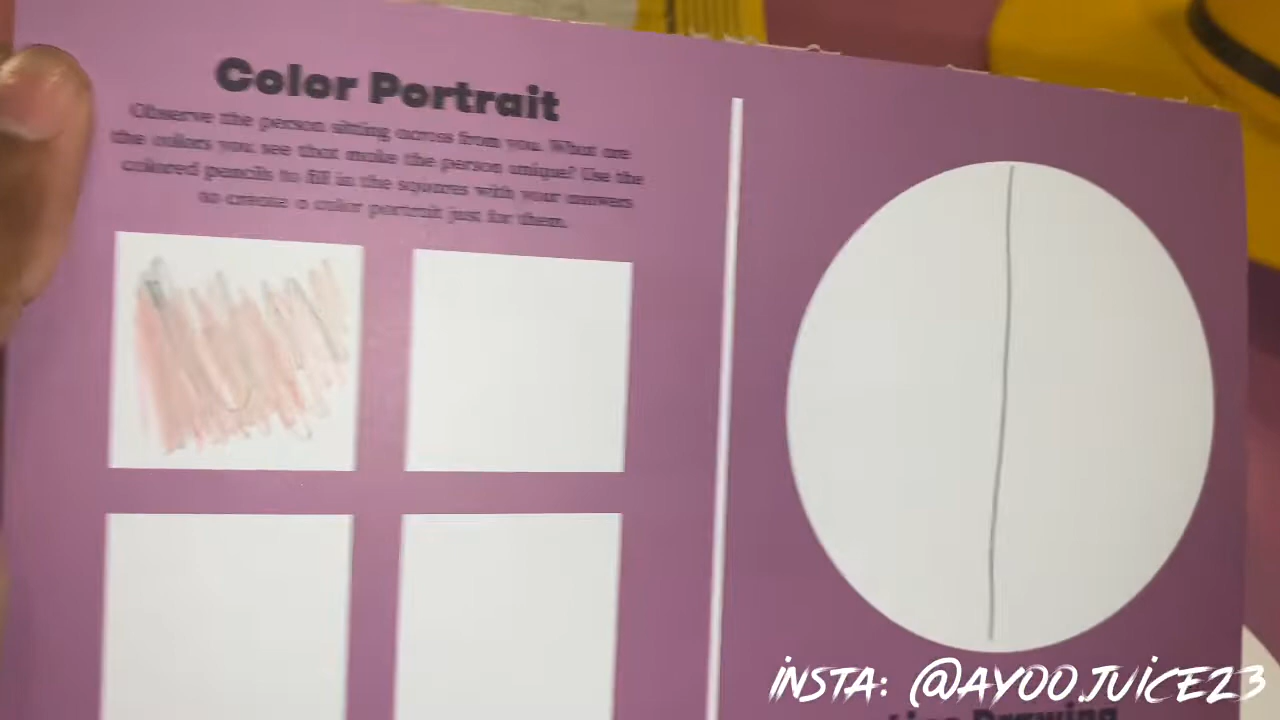 Color Portrait
Observe the person sitting across from you. What are
the colors you see that make the person unique? Use the
colored pencils to fill in the squares with your answers
to create a color portrait just for them.
INSTA: @AYOO.JUICE23
Line Drawing